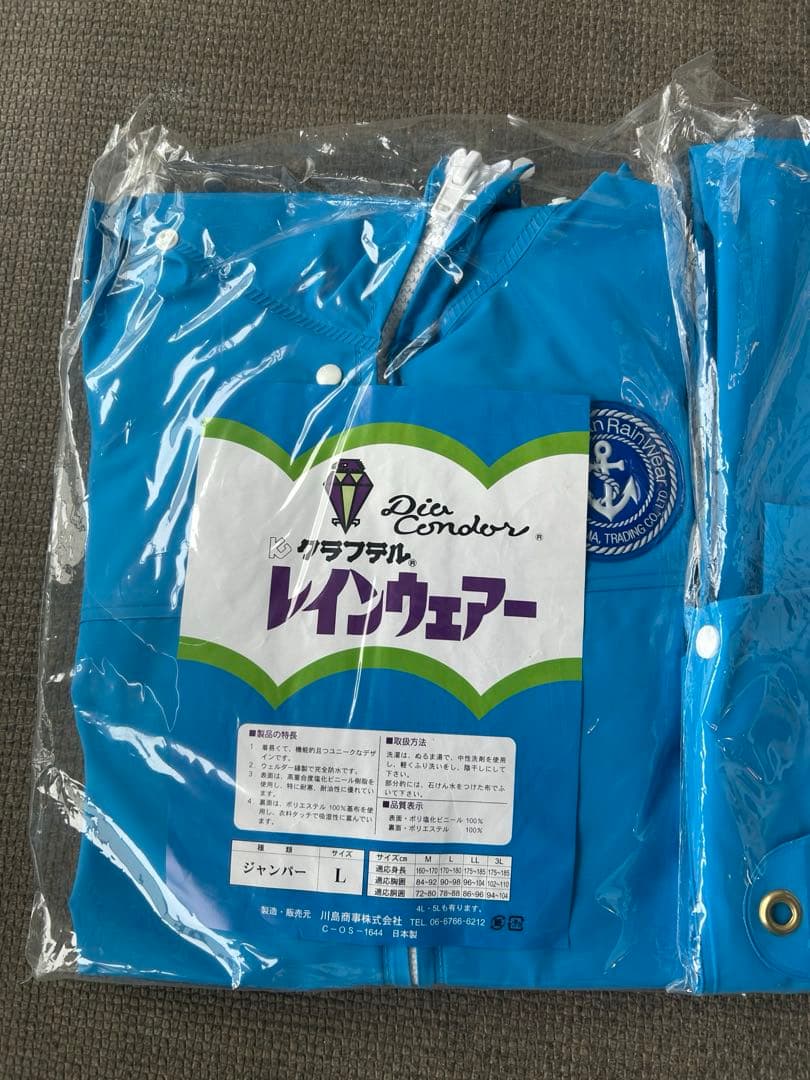 Dia
Condor®
クラフテル®
レインウェアー
RainWear
TRADING CO., LTD.
■製品の特長
1 着易くて、機能的且つユニークなデザ
インです。
2. ウェルダー縫製で完全防水です。
3 表面は、高重合度塩化ビニール樹脂を
使用し、特に耐寒、耐油性に優れてい
ます。
4. 裏面は、ポリエステル 100%基布を使
用し、衣料タッチで吸湿性に富んでい
ます。
■取扱方法
洗濯は、ぬるま湯で、中性洗剤を使用
し、軽くふり洗いをし、陰干しにして
下さい。
部分的には、石けん水をつけた布でふ
いて下さい。
■品質表示
表面・ポリ塩化ビニール 100%
裏面・ポリエステル 100%
種類 サイズ
ジャンパー L
サイズcm M L LL 3L
適応身長 160~170 170~180 175~185 175~185
適応胸囲 84~92 90~98 96~104 102~110
適応胴囲 72~80 78~88 86~96 94~104
4L・5Lも有ります。
製造・販売元 川島商事株式会社 TEL 06-6766-6212
C-OS-1644 日本製